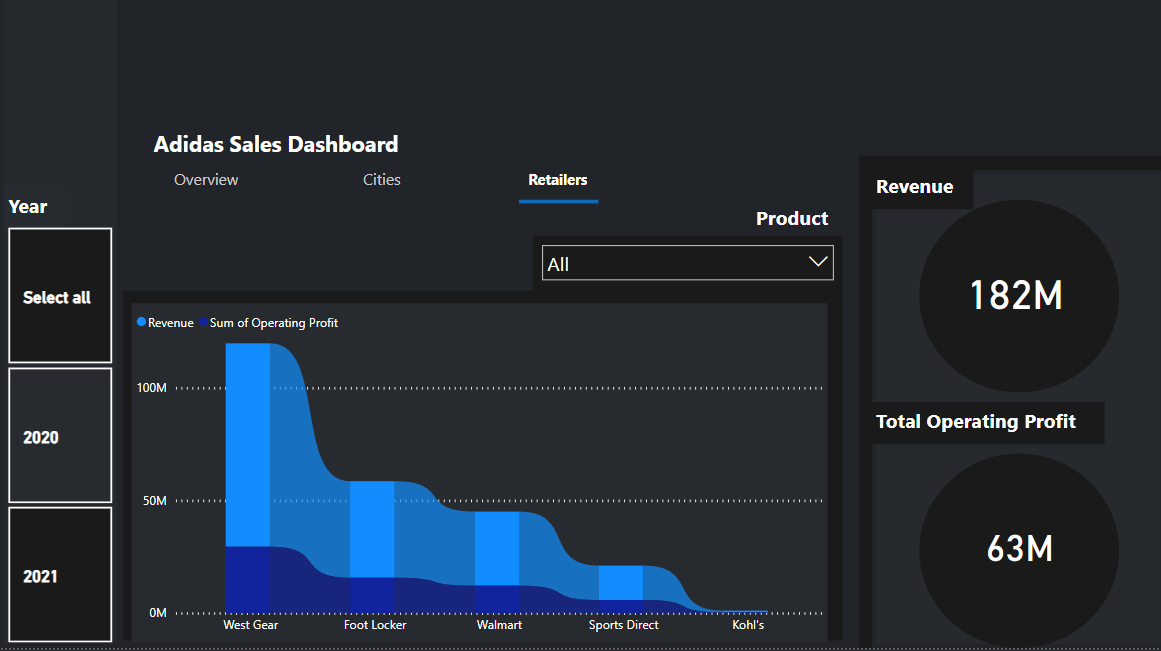 Adidas Sales Dashboard
Overview Cities Retailers
Year
Select all
2020
2021
Product
All
Revenue Sum of Operating Profit
100M
50M
0M
West Gear Foot Locker Walmart Sports Direct Kohl's
Revenue
182M
Total Operating Profit
63M